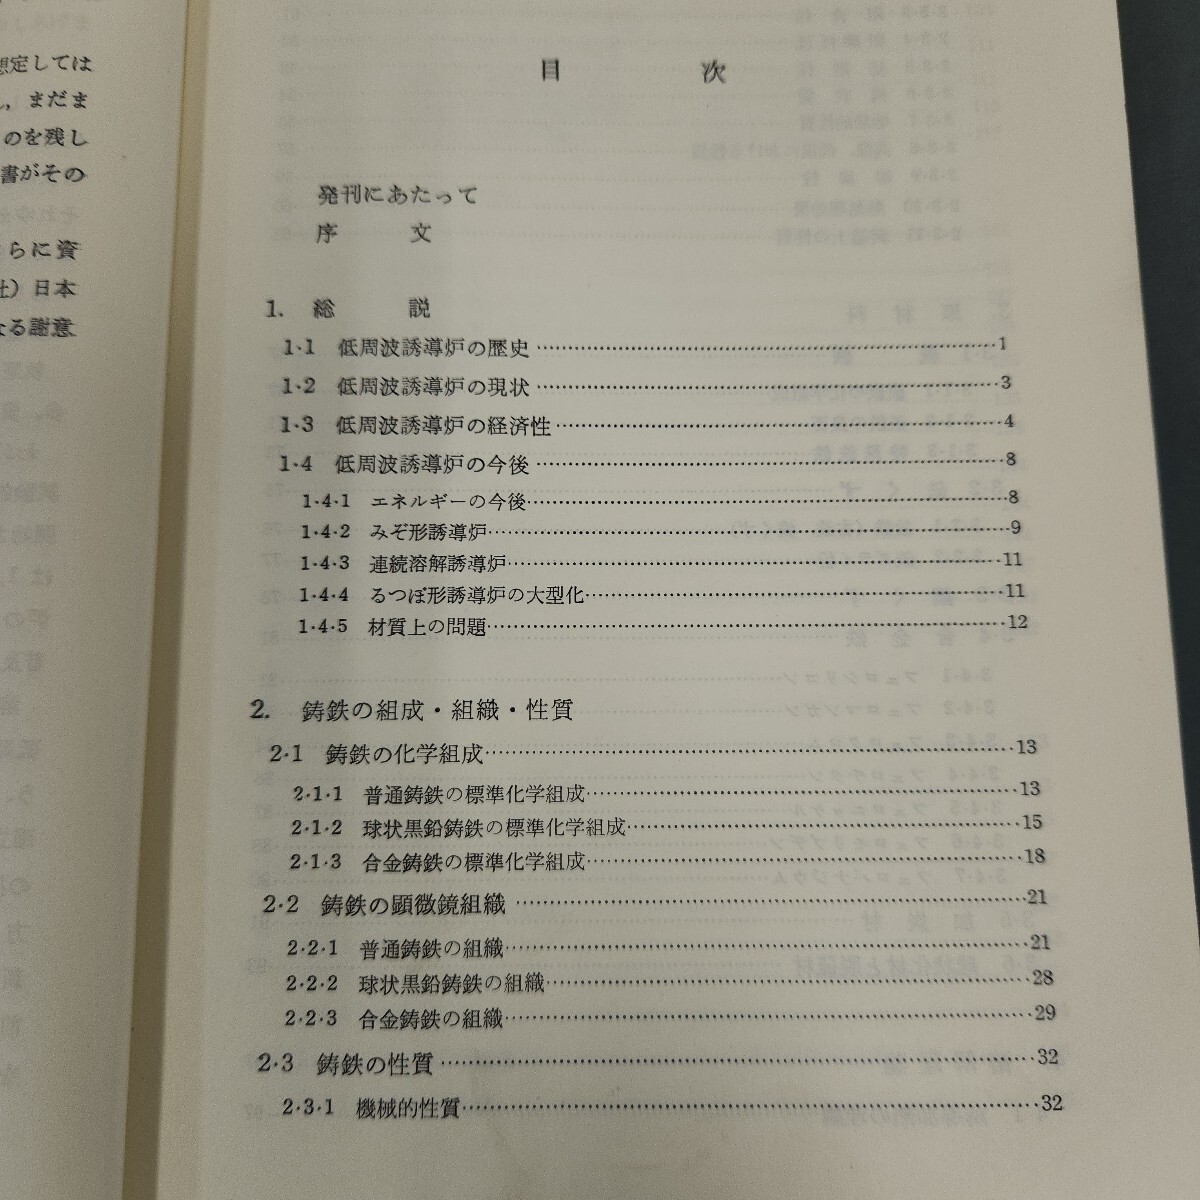 想定しては
まだま
のを残し
書がその
らに資
社）日本
る謝意
目　次
発刊にあたって
序　文
1. 総　説
1・1 低周波誘導炉の歴史……1
1・2 低周波誘導炉の現状……3
1・3 低周波誘導炉の経済性……4
1・4 低周波誘導炉の今後……8
1・4・1 エネルギーの今後……8
1・4・2 みぞ形誘導炉……9
1・4・3 連続溶解誘導炉……11
1・4・4 るつぼ形誘導炉の大型化……11
1・4・5 材質上の問題……12
2. 鋳鉄の組成・組織・性質
2・1 鋳鉄の化学組成……13
2・1・1 普通鋳鉄の標準化学組成……13
2・1・2 球状黒鉛鋳鉄の標準化学組成……15
2・1・3 合金鋳鉄の標準化学組成……18
2・2 鋳鉄の顕微鏡組織……21
2・2・1 普通鋳鉄の組織……21
2・2・2 球状黒鉛鋳鉄の組織……28
2・2・3 合金鋳鉄の組織……29
2・3 鋳鉄の性質……32
2・3・1 機械的性質……32